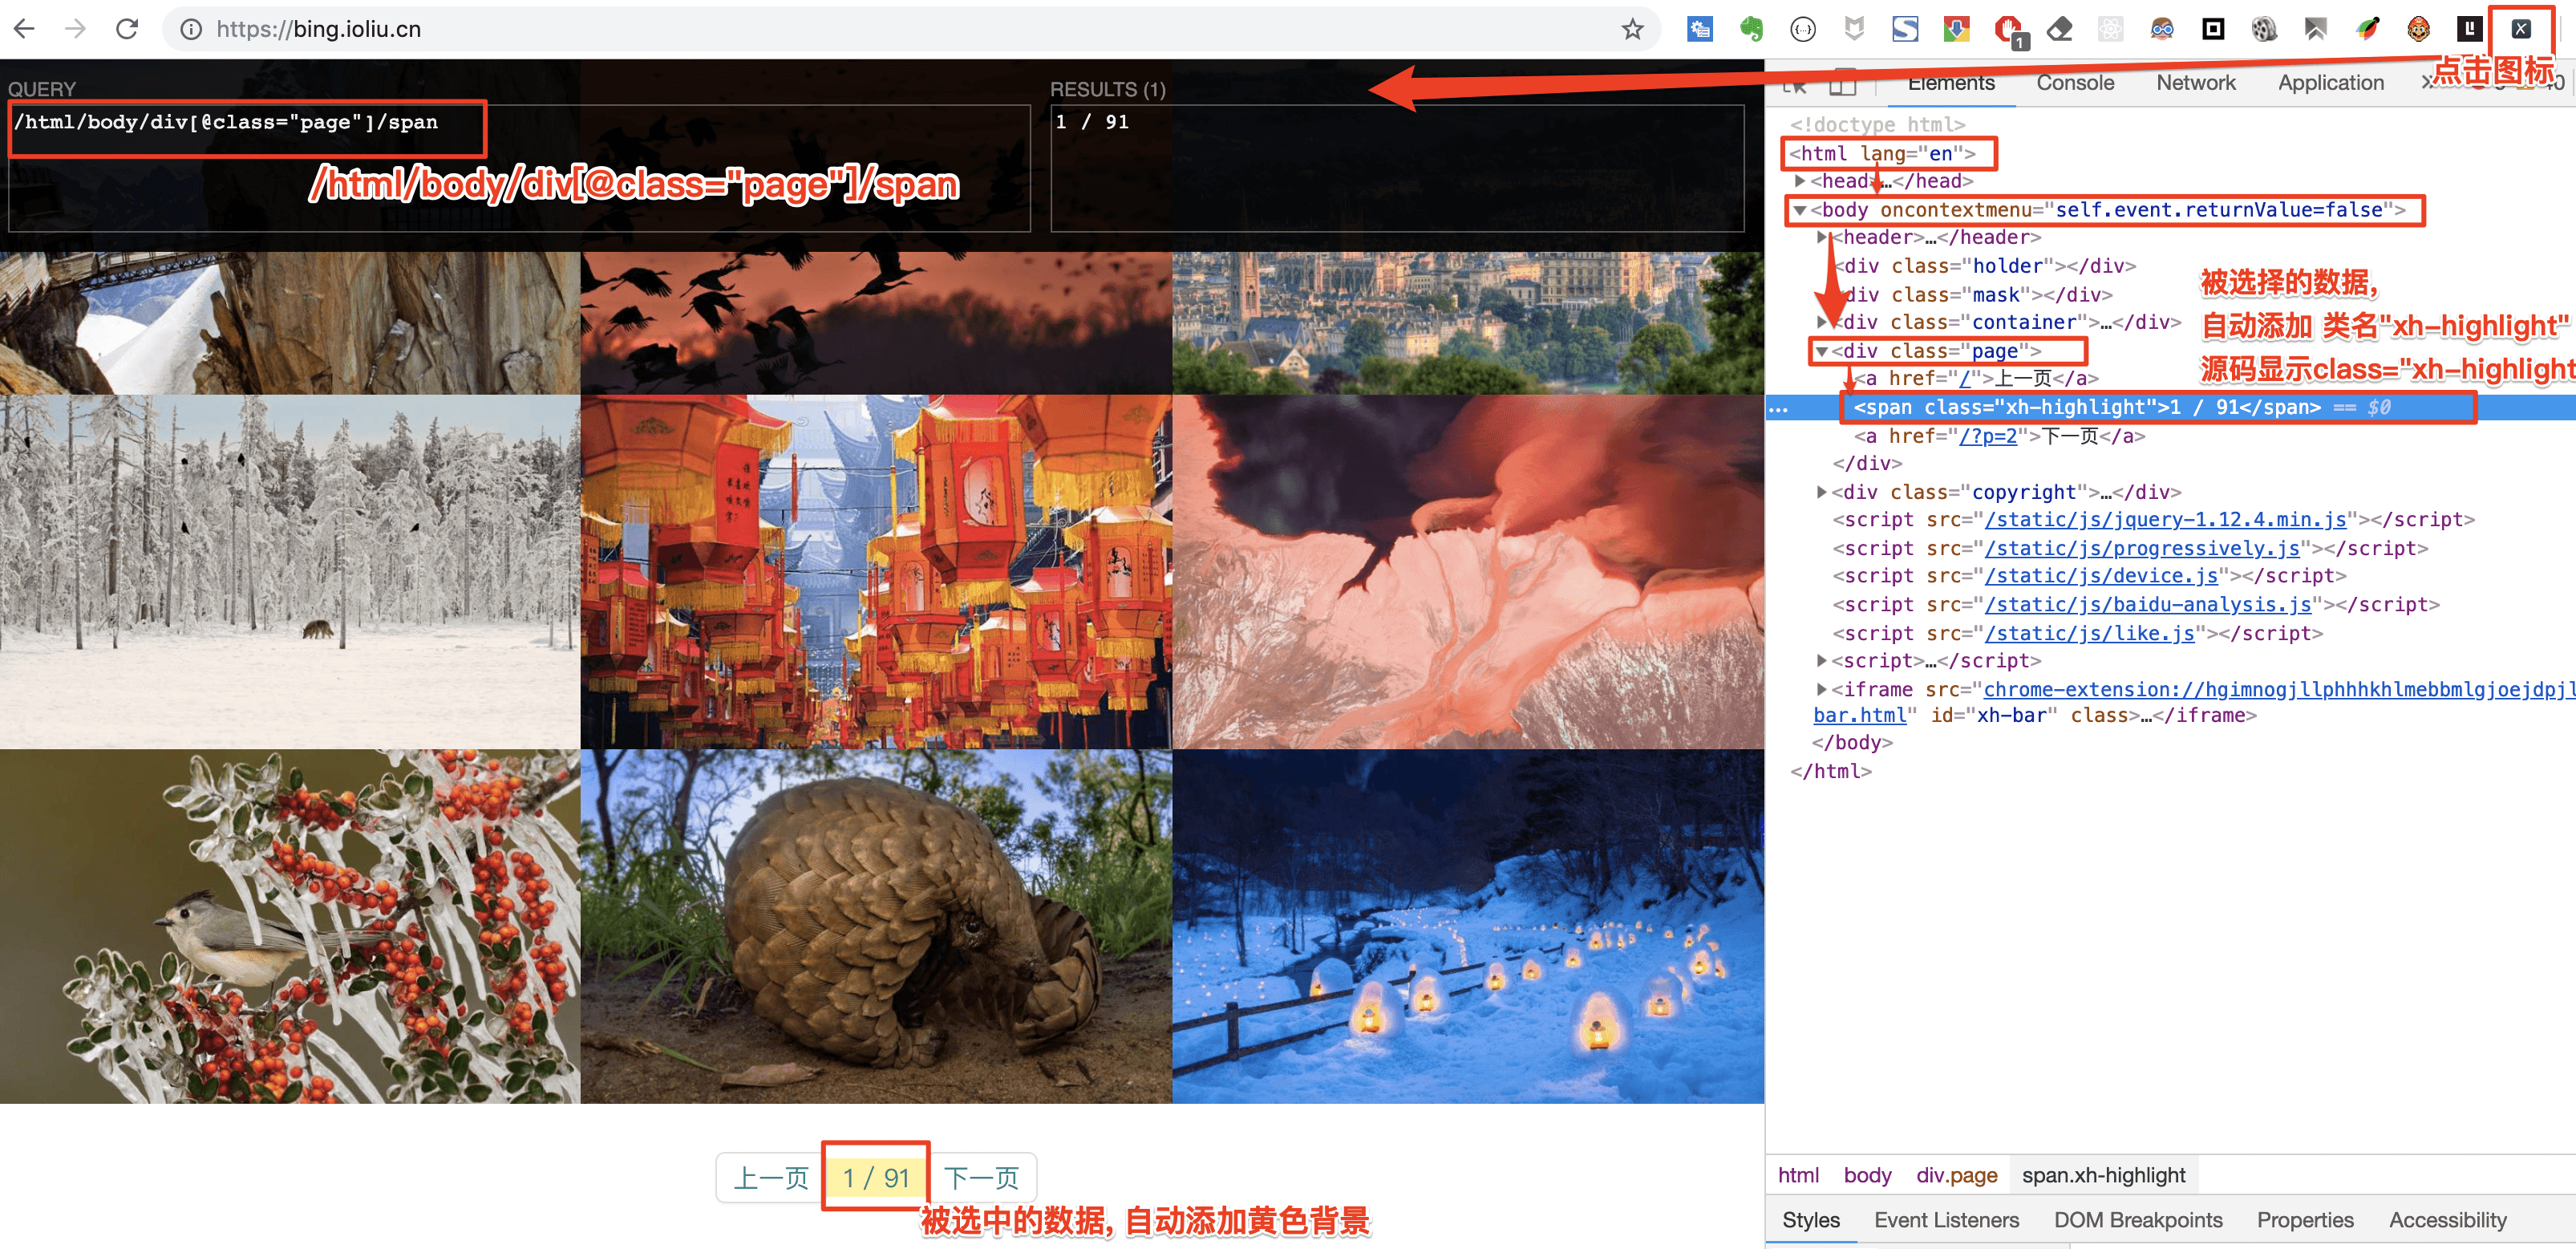 https://bing.ioliu.cn
1
点击图标
QUERY
RESULTS (1)
/html/body/div[@class="page"]/span
1 / 91
/html/body/div[@class="page"]/span
Elements
Console
Network
Application
<!doctype html>
<html lang="en">
<head>…</head>
<body oncontextmenu="self.event.returnValue=false">
<header>…</header>
<div class="holder"></div>
<div class="mask"></div>
<div class="container">…</div>
<div class="page">
<a href="/">上一页</a>
<span class="xh-highlight">1 / 91</span> == $0
<a href="/?p=2">下一页</a>
</div>
<div class="copyright">…</div>
<script src="/static/js/jquery-1.12.4.min.js"></script>
<script src="/static/js/progressively.js"></script>
<script src="/static/js/device.js"></script>
<script src="/static/js/baidu-analysis.js"></script>
<script src="/static/js/like.js"></script>
<script>…</script>
<iframe src="chrome-extension://hgimnogjllphhhkhlmebbmlgjoejdpjl
bar.html" id="xh-bar" class>…</iframe>
</body>
</html>
被选择的数据,
自动添加 类名"xh-highlight"
源码显示class="xh-highlight
上一页
1 / 91
下一页
被选中的数据, 自动添加黄色背景
html
body
div.page
span.xh-highlight
Styles
Event Listeners
DOM Breakpoints
Properties
Accessibility